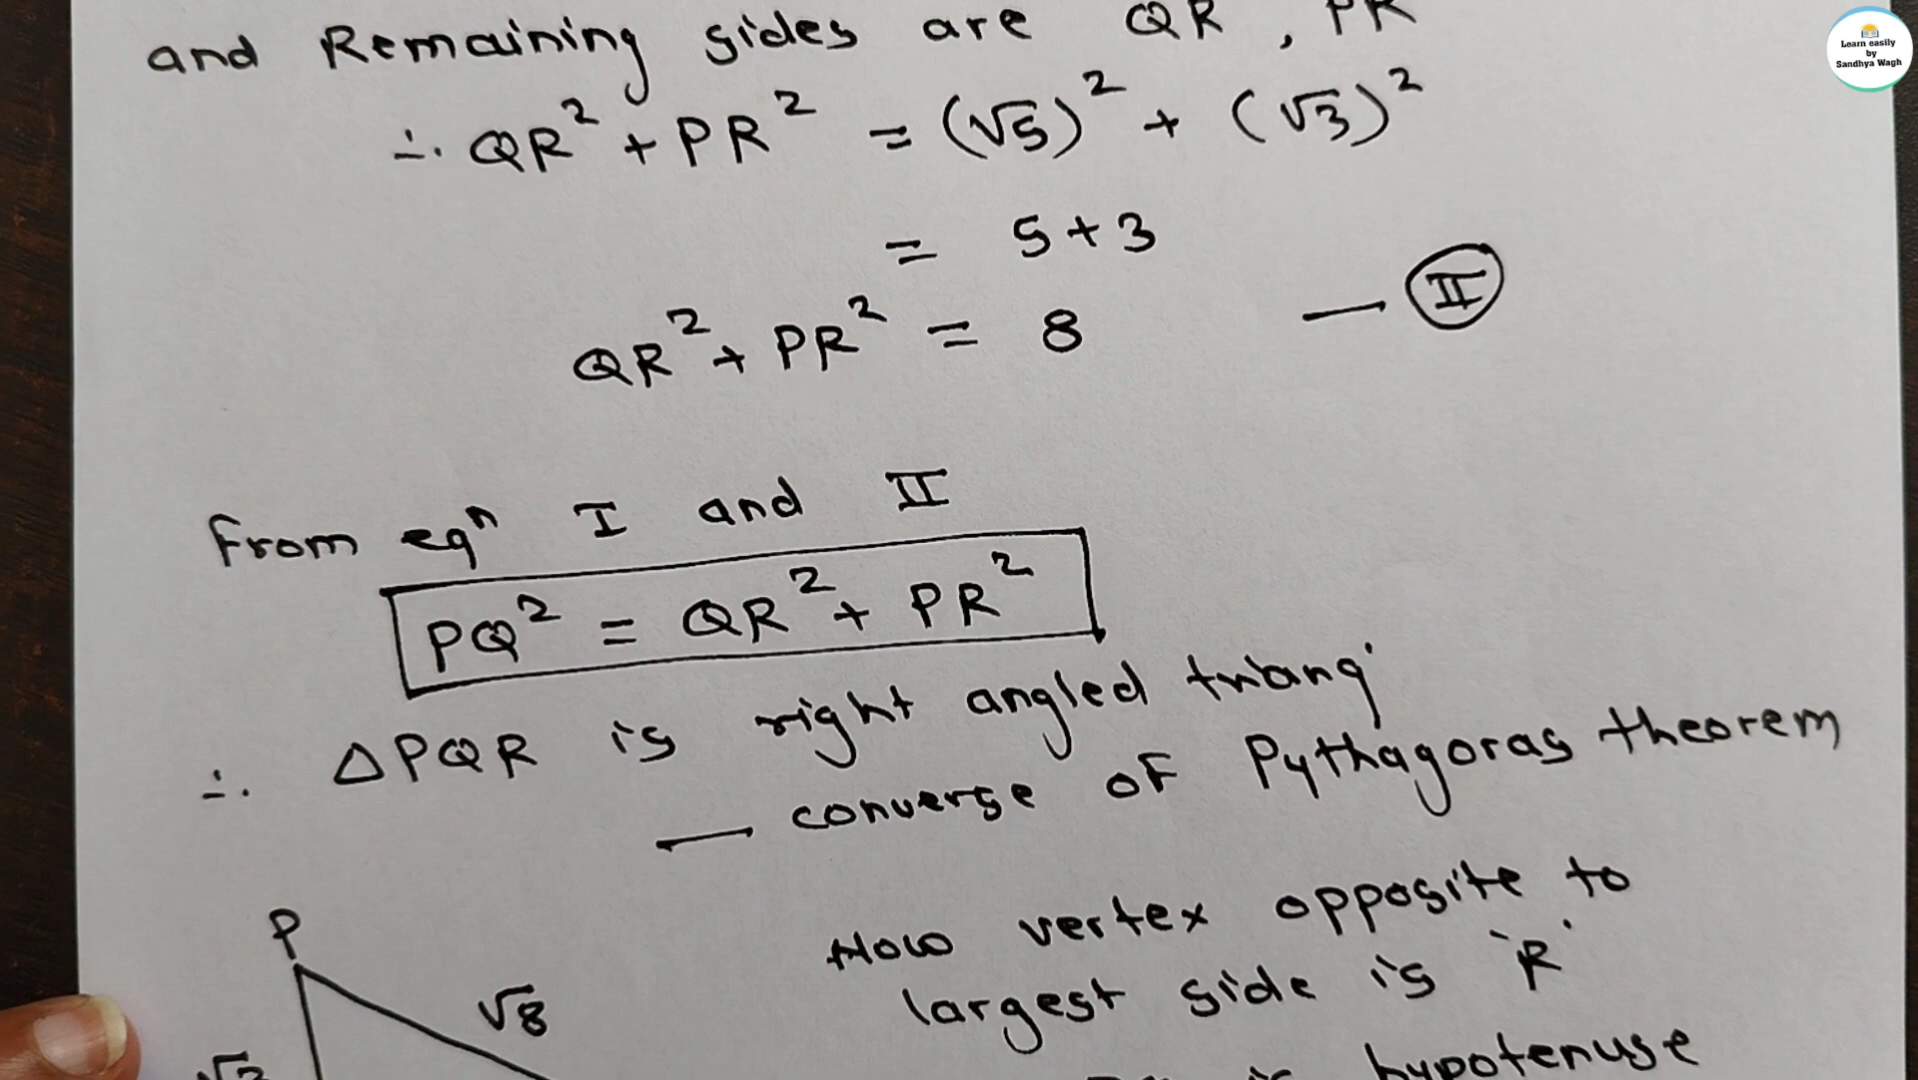 and Remaining sides are QR, PR
∴ QR² + PR² = (√5)² + (√3)²
= 5 + 3
QR² + PR² = 8 — II
From eqⁿ I and II
PQ² = QR² + PR²
∴ △PQR is right angled triang
— converse of Pythagoras theorem
P
√8
Now vertex opposite to
largest side is 'R'
is hypotenuse
Learn easily
by
Sandhya Wagh